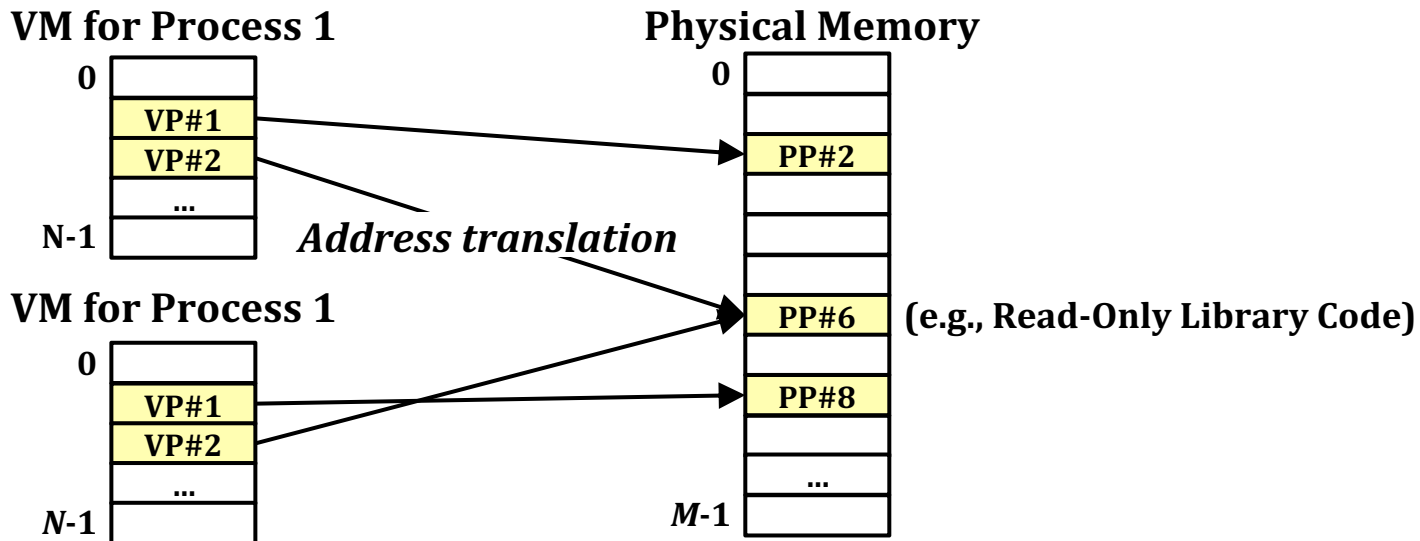 VM for Process 1
0
VP#1
VP#2
...
N-1
VM for Process 1
0
VP#1
VP#2
...
N-1
Address translation
Physical Memory
0
PP#2
PP#6 (e.g., Read-Only Library Code)
PP#8
...
M-1